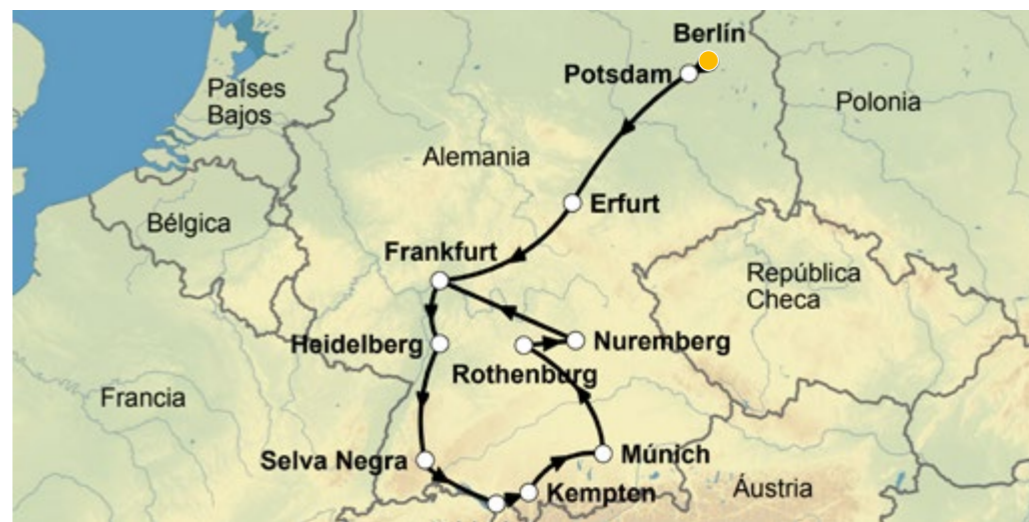 Berlín
Potsdam
Países
Bajos
Polonia
Alemania
Erfurt
Bélgica
Frankfurt
República
Checa
Heidelberg
Nuremberg
Rothenburg
Francia
Selva Negra
Múnich
Kempten
Áustria